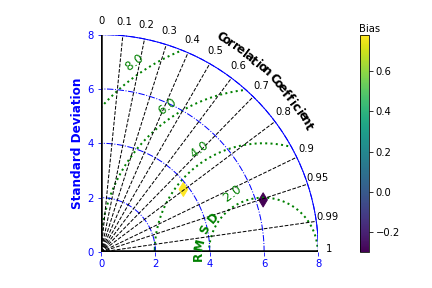 Bias
0 0.1 0.2 0.3 0.4 0.5 0.6 0.7 0.8 0.9 0.95 0.99 1
Correlation Coefficient
Standard Deviation
8 6 4 2 0
8.0 6.0 4.0 2.0
RMSD
0 2 4 6 8
0.6 0.4 0.2 0.0 −0.2